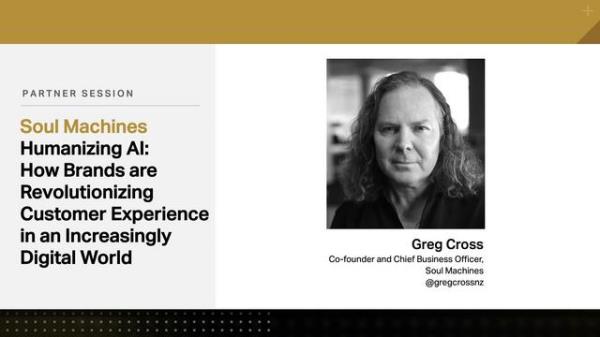 PARTNER SESSION
Soul Machines
Humanizing AI:
How Brands are
Revolutionizing
Customer Experience
in an Increasingly
Digital World
Greg Cross
Co-founder and Chief Business Officer,
Soul Machines
@gregcrossnz